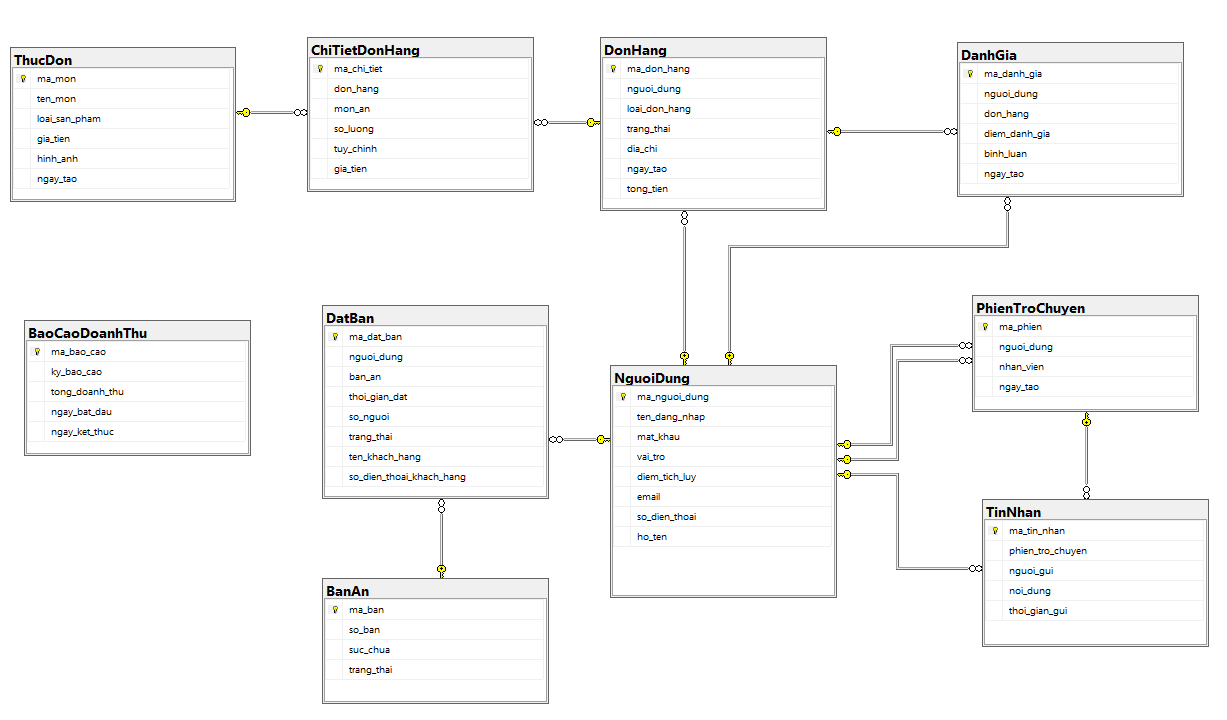 ThucDon
ma_mon
ten_mon
loai_san_pham
gia_tien
hinh_anh
ngay_tao
ChiTietDonHang
ma_chi_tiet
don_hang
mon_an
so_luong
tuy_chinh
gia_tien
DonHang
ma_don_hang
nguoi_dung
loai_don_hang
trang_thai
dia_chi
ngay_tao
tong_tien
DanhGia
ma_danh_gia
nguoi_dung
don_hang
diem_danh_gia
binh_luan
ngay_tao
BaoCaoDoanhThu
ma_bao_cao
ky_bao_cao
tong_doanh_thu
ngay_bat_dau
ngay_ket_thuc
DatBan
ma_dat_ban
nguoi_dung
ban_an
thoi_gian_dat
so_nguoi
trang_thai
ten_khach_hang
so_dien_thoai_khach_hang
NguoiDung
ma_nguoi_dung
ten_dang_nhap
mat_khau
vai_tro
diem_tich_luy
email
so_dien_thoai
ho_ten
PhienTroChuyen
ma_phien
nguoi_dung
nhan_vien
ngay_tao
BanAn
ma_ban
so_ban
suc_chua
trang_thai
TinNhan
ma_tin_nhan
phien_tro_chuyen
nguoi_gui
noi_dung
thoi_gian_gui